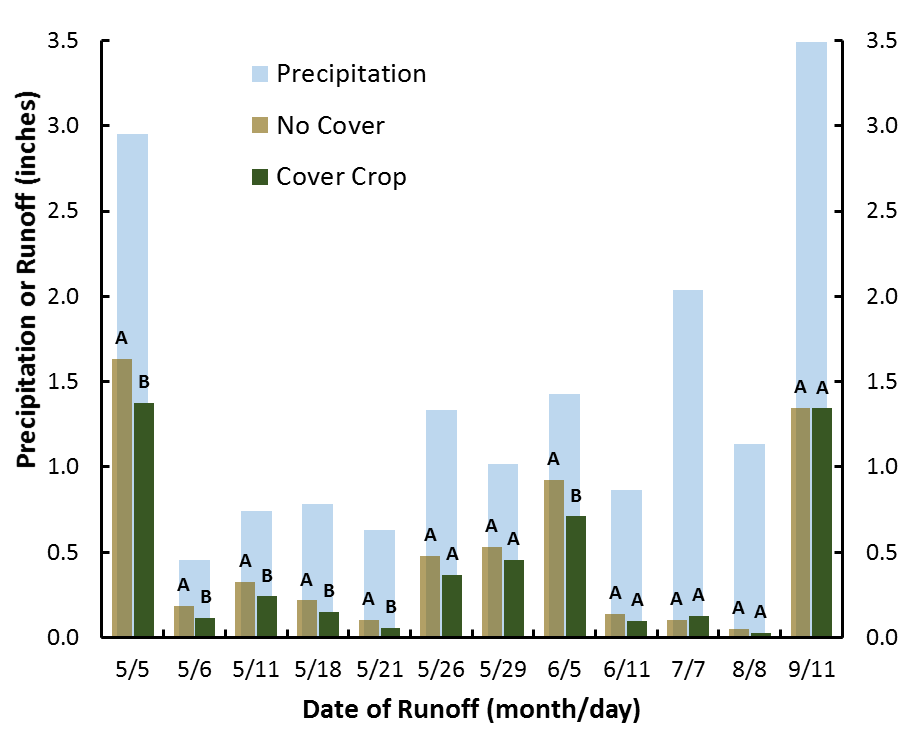 3.5
3.0
2.5
2.0
1.5
1.0
0.5
0.0
Precipitation or Runoff (inches)
Precipitation
No Cover
Cover Crop
A B
A B
A B
A B
A B
A A
A A
A B
A A
A A
A A
A A
3.5
3.0
2.5
2.0
1.5
1.0
0.5
0.0
5/5 5/6 5/11 5/18 5/21 5/26 5/29 6/5 6/11 7/7 8/8 9/11
Date of Runoff (month/day)